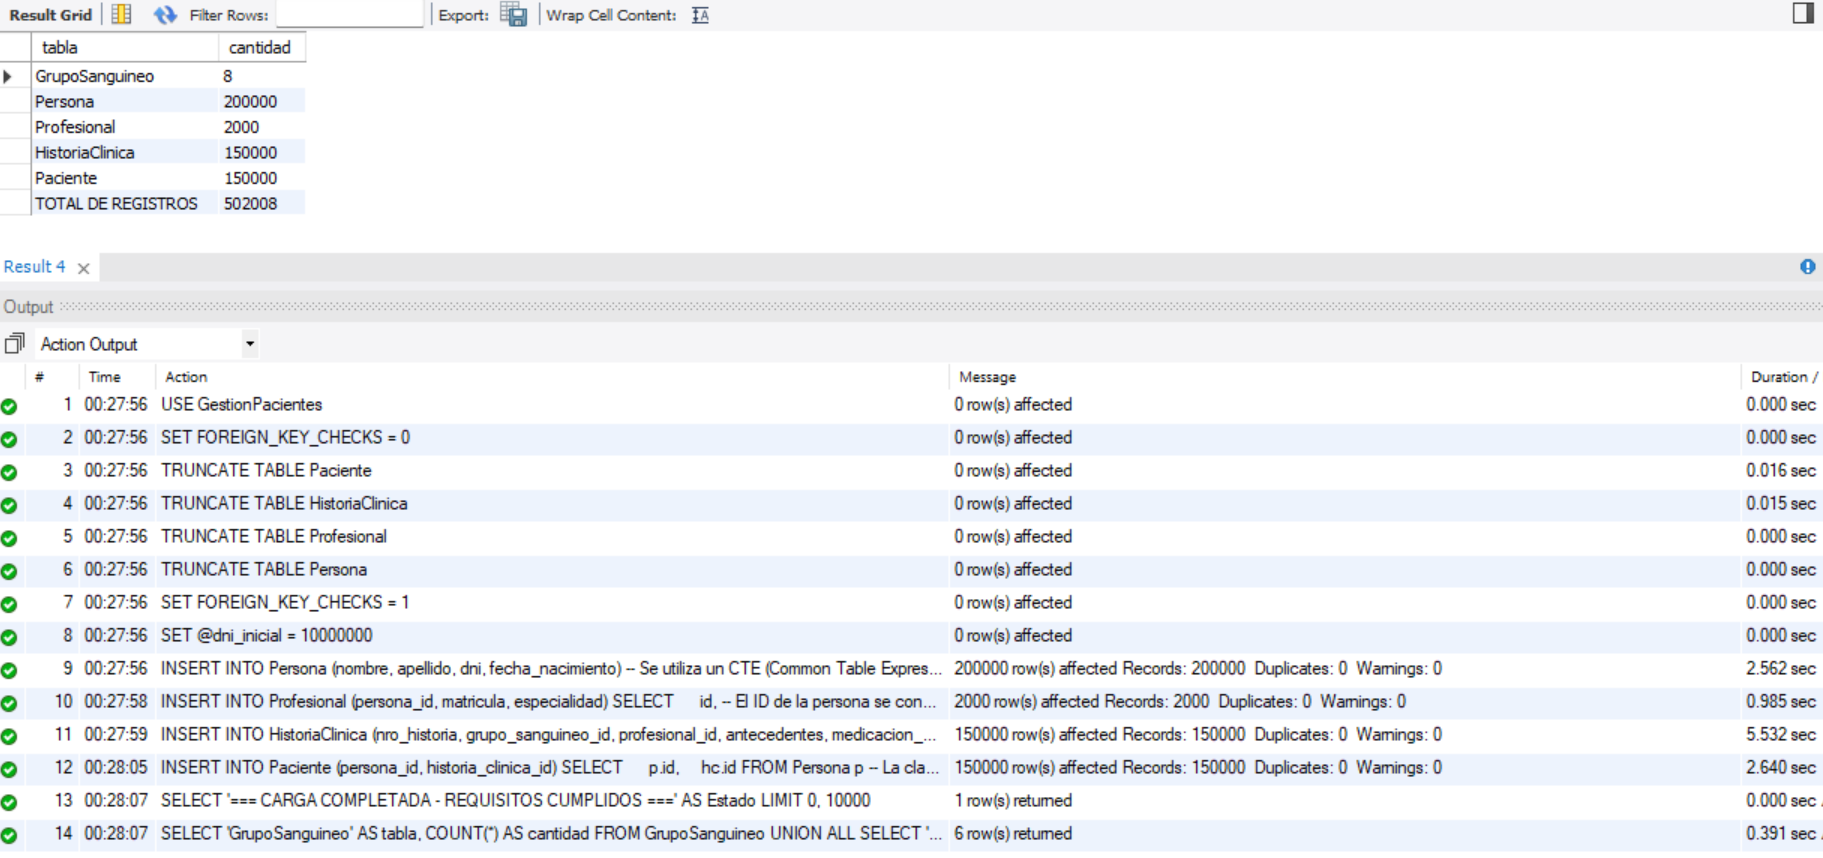 Result Grid Filter Rows: Export: Wrap Cell Content:
tabla cantidad
GrupoSanguineo 8
Persona 200000
Profesional 2000
HistoriaClinica 150000
Paciente 150000
TOTAL DE REGISTROS 502008
Result 4
Output
Action Output
# Time Action Message Duration /
1 00:27:56 USE GestionPacientes 0 row(s) affected 0.000 sec
2 00:27:56 SET FOREIGN_KEY_CHECKS = 0 0 row(s) affected 0.000 sec
3 00:27:56 TRUNCATE TABLE Paciente 0 row(s) affected 0.016 sec
4 00:27:56 TRUNCATE TABLE HistoriaClinica 0 row(s) affected 0.015 sec
5 00:27:56 TRUNCATE TABLE Profesional 0 row(s) affected 0.000 sec
6 00:27:56 TRUNCATE TABLE Persona 0 row(s) affected 0.000 sec
7 00:27:56 SET FOREIGN_KEY_CHECKS = 1 0 row(s) affected 0.000 sec
8 00:27:56 SET @dni_inicial = 10000000 0 row(s) affected 0.000 sec
9 00:27:56 INSERT INTO Persona (nombre, apellido, dni, fecha_nacimiento) -- Se utiliza un CTE (Common Table Expres... 200000 row(s) affected Records: 200000 Duplicates: 0 Warnings: 0 2.562 sec
10 00:27:58 INSERT INTO Profesional (persona_id, matricula, especialidad) SELECT id, -- El ID de la persona se con... 2000 row(s) affected Records: 2000 Duplicates: 0 Warnings: 0 0.985 sec
11 00:27:59 INSERT INTO HistoriaClinica (nro_historia, grupo_sanguineo_id, profesional_id, antecedentes, medicacion_... 150000 row(s) affected Records: 150000 Duplicates: 0 Warnings: 0 5.532 sec
12 00:28:05 INSERT INTO Paciente (persona_id, historia_clinica_id) SELECT p.id, hc.id FROM Persona p -- La cla... 150000 row(s) affected Records: 150000 Duplicates: 0 Warnings: 0 2.640 sec
13 00:28:07 SELECT '=== CARGA COMPLETADA - REQUISITOS CUMPLIDOS ===' AS Estado LIMIT 0, 10000 1 row(s) returned 0.000 sec
14 00:28:07 SELECT 'GrupoSanguineo' AS tabla, COUNT(*) AS cantidad FROM GrupoSanguineo UNION ALL SELECT '... 6 row(s) returned 0.391 sec